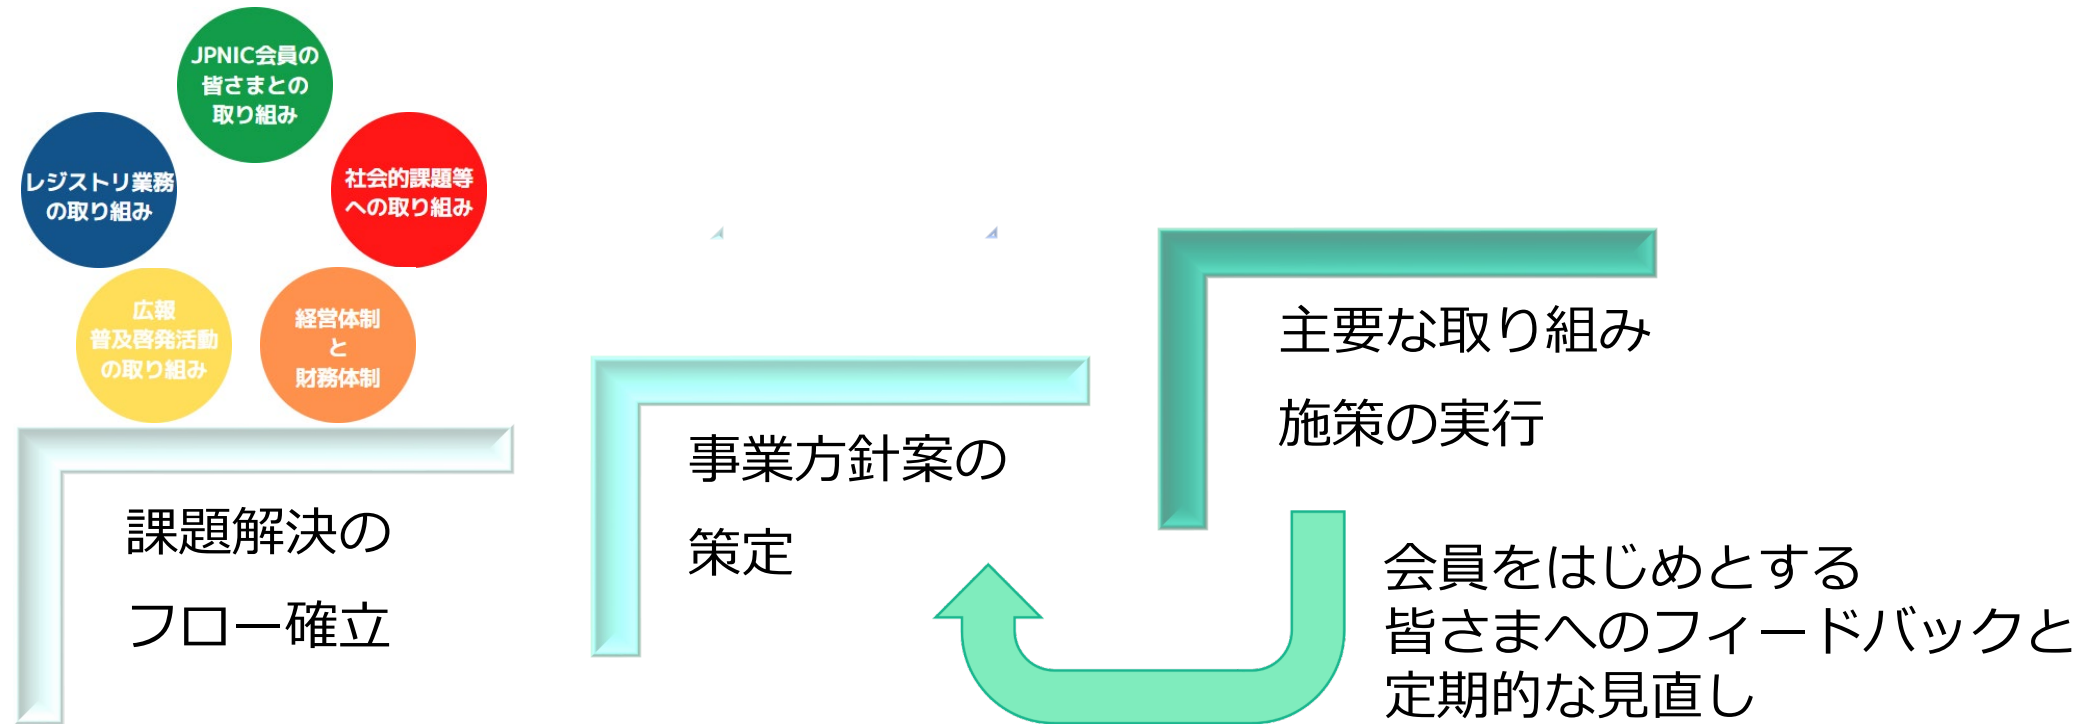 JPNIC会員の
皆さまとの
取り組み
レジストリ業務
の取り組み
社会的課題等
への取り組み
広報
普及啓発活動
の取り組み
経営体制
と
財務体制
課題解決の
フロー確立
事業方針案の
策定
主要な取り組み
施策の実行
会員をはじめとする
皆さまへのフィードバックと
定期的な見直し